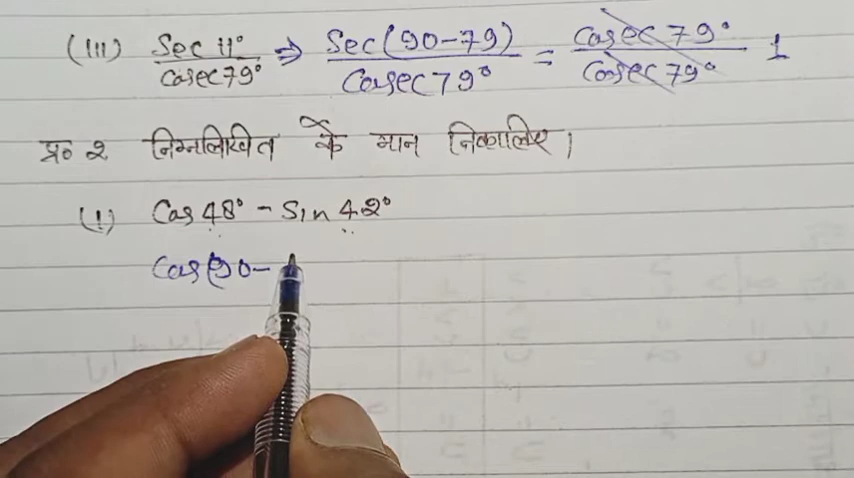 (III) Sec 11° / Cosec 79° ⇒ Sec(90-79) / Cosec 79° = Cosec 79° / Cosec 79° 1
प्र० २ निम्नलिखित के मान निकालिए।
(I) Cos 48° - Sin 42°
Cos(90-